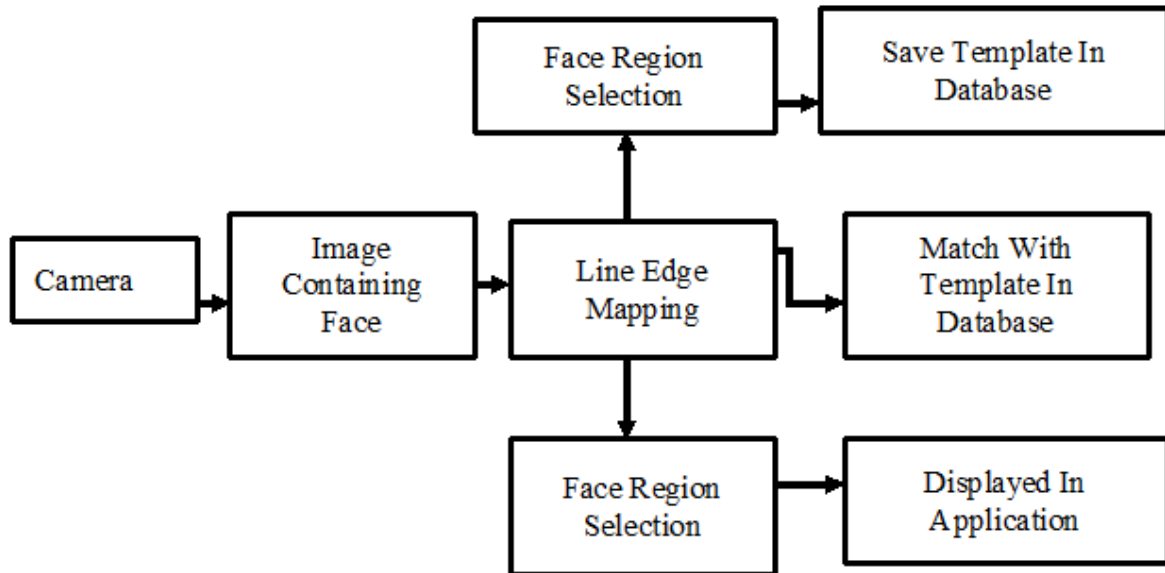 Face Region
Selection
Save Template In
Database
Camera
Image
Containing
Face
Line Edge
Mapping
Match With
Template In
Database
Face Region
Selection
Displayed In
Application